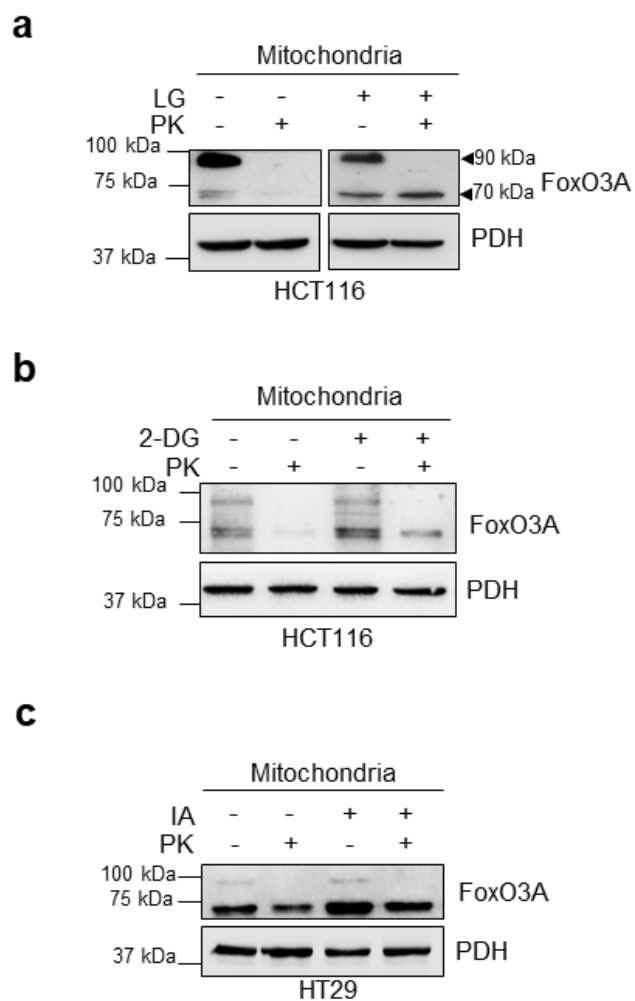 a
Mitochondria
LG - - + +
PK - + - +
100 kDa
75 kDa
◄90 kDa
◄70 kDa
FoxO3A
37 kDa
PDH
HCT116
b
Mitochondria
2-DG - - + +
PK - + - +
100 kDa
75 kDa
FoxO3A
37 kDa
PDH
HCT116
c
Mitochondria
IA - - + +
PK - + - +
100 kDa
75 kDa
FoxO3A
37 kDa
PDH
HT29